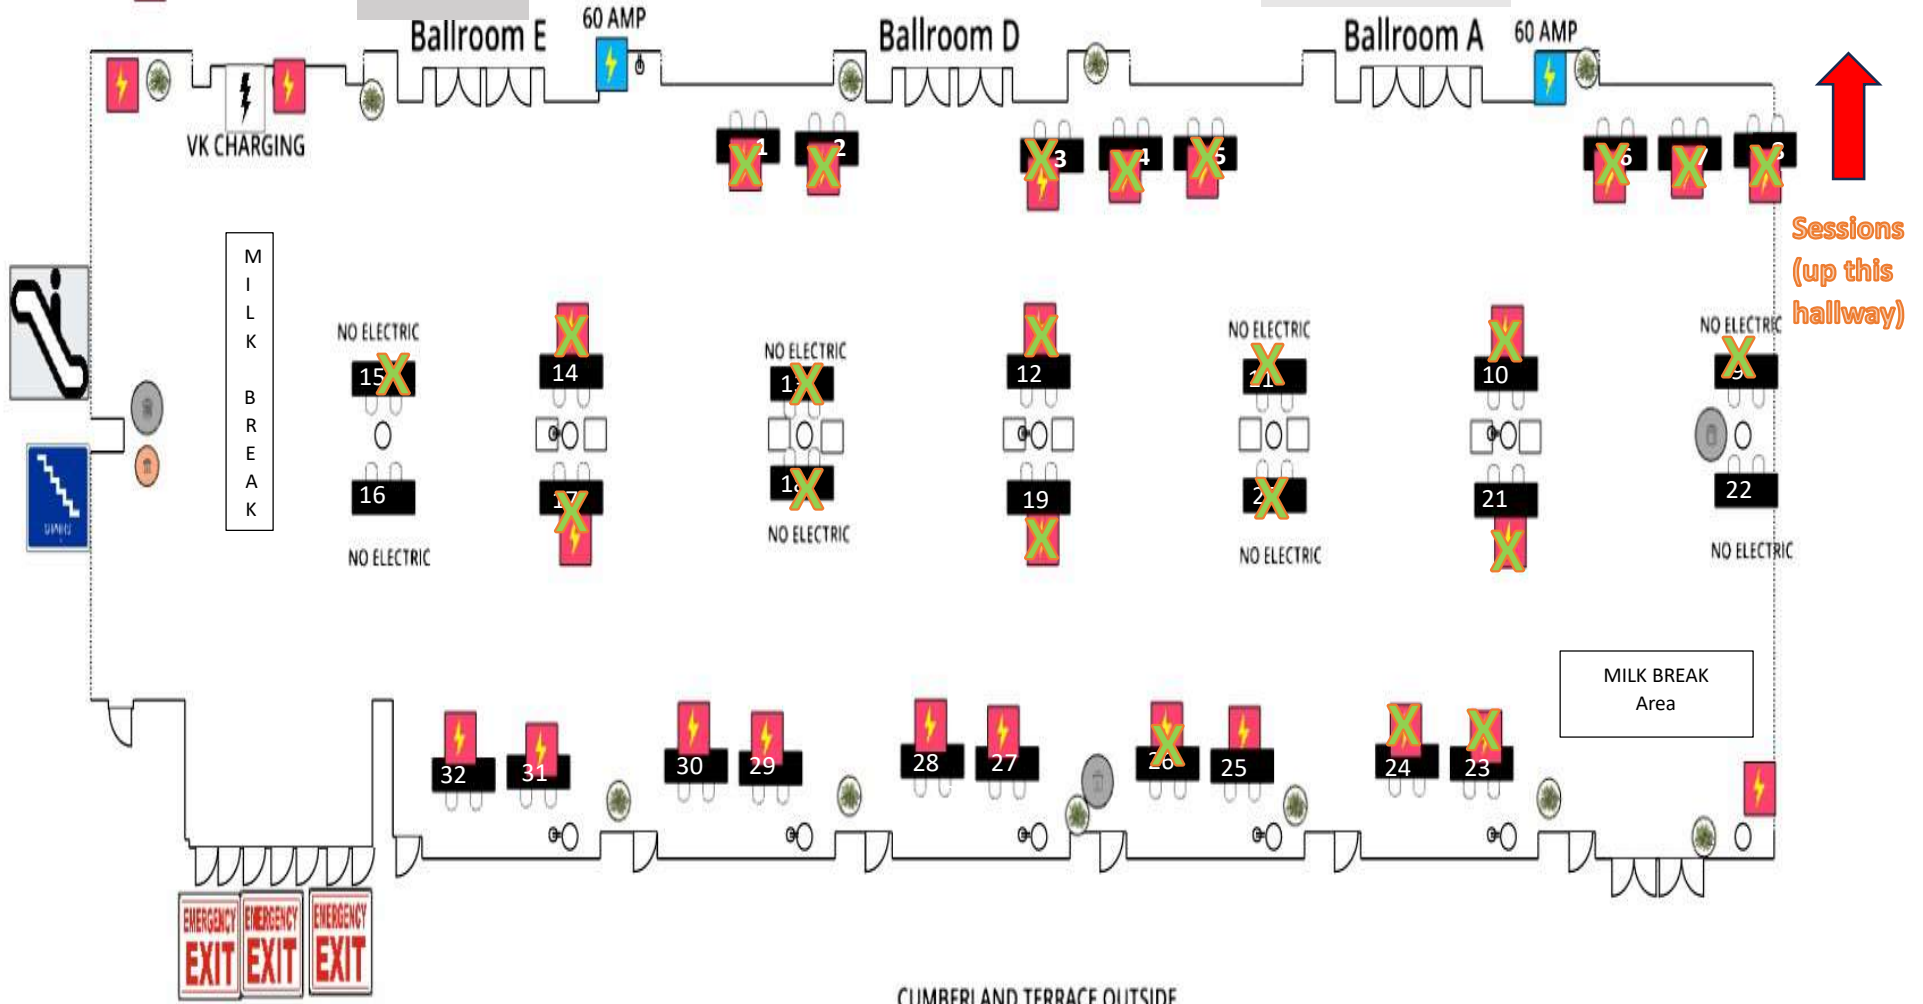 Ballroom E
60 AMP
Ballroom D
Ballroom A
60 AMP
VK CHARGING
1
2
3
4
5
6
7
8
Sessions
(up this
hallway)
M
I
L
K
B
R
E
A
K
NO ELECTRIC
15
14
NO ELECTRIC
12
NO ELECTRIC
11
10
NO ELECTRIC
9
16
NO ELECTRIC
17
NO ELECTRIC
19
NO ELECTRIC
21
22
NO ELECTRIC
MILK BREAK
Area
32
31
30
29
28
27
26
25
24
23
EMERGENCY
EXIT
EMERGENCY
EXIT
EMERGENCY
EXIT
CUMBERLAND TERRACE OUTSIDE